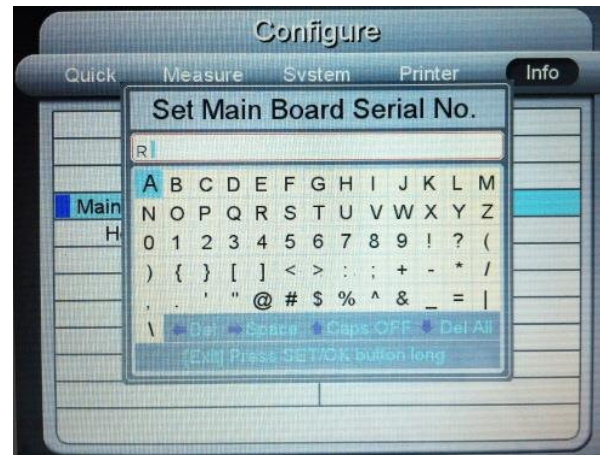 Configure
Quick Measure System Printer Info
Set Main Board Serial No.
R
A B C D E F G H I J K L M
Main N O P Q R S T U V W X Y Z
0 1 2 3 4 5 6 7 8 9 ! ? (
) { } [ ] < > : ; + - * /
, . ' " @ # $ % ^ & _ = |
\ Del Space Caps OFF Del All
[Exit] Press SET/OK button long